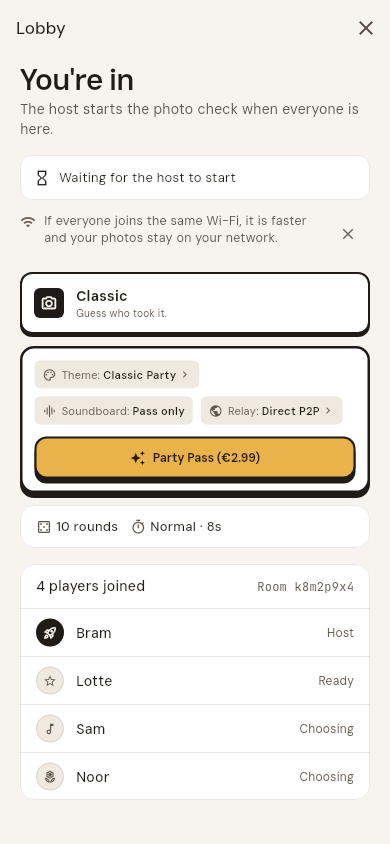 Lobby
You're in
The host starts the photo check when everyone is
here.
Waiting for the host to start
If everyone joins the same Wi-Fi, it is faster
and your photos stay on your network.
Classic
Guess who took it.
Theme: Classic Party
Soundboard: Pass only
Relay: Direct P2P
Party Pass (€2.99)
10 rounds
Normal · 8s
4 players joined
Room k8m2p9x4
Bram
Host
Lotte
Ready
Sam
Choosing
Noor
Choosing